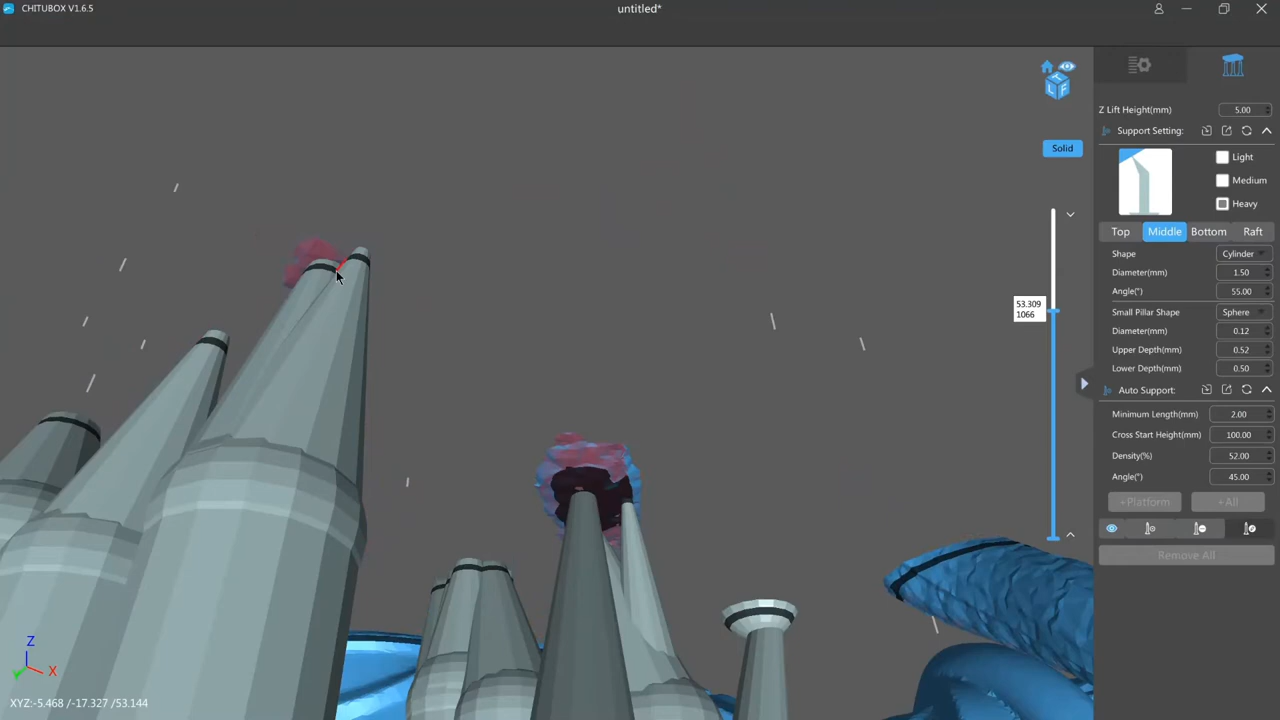 CHITUBOX V1.6.5
untitled*
Z Lift Height(mm) 5.00
Support Setting:
Light
Medium
Heavy
Top Middle Bottom Raft
Shape Cylinder
Diameter(mm) 1.50
Angle(°) 55.00
Small Pillar Shape Sphere
Diameter(mm) 0.12
Upper Depth(mm) 0.52
Lower Depth(mm) 0.50
Auto Support:
Minimum Length(mm) 2.00
Cross Start Height(mm) 100.00
Density(%) 52.00
Angle(°) 45.00
+Platform +All
Remove All
T
L F
Solid
53.309
1066
Z
X
Y
XYZ:-5.468 /-17.327 /53.144